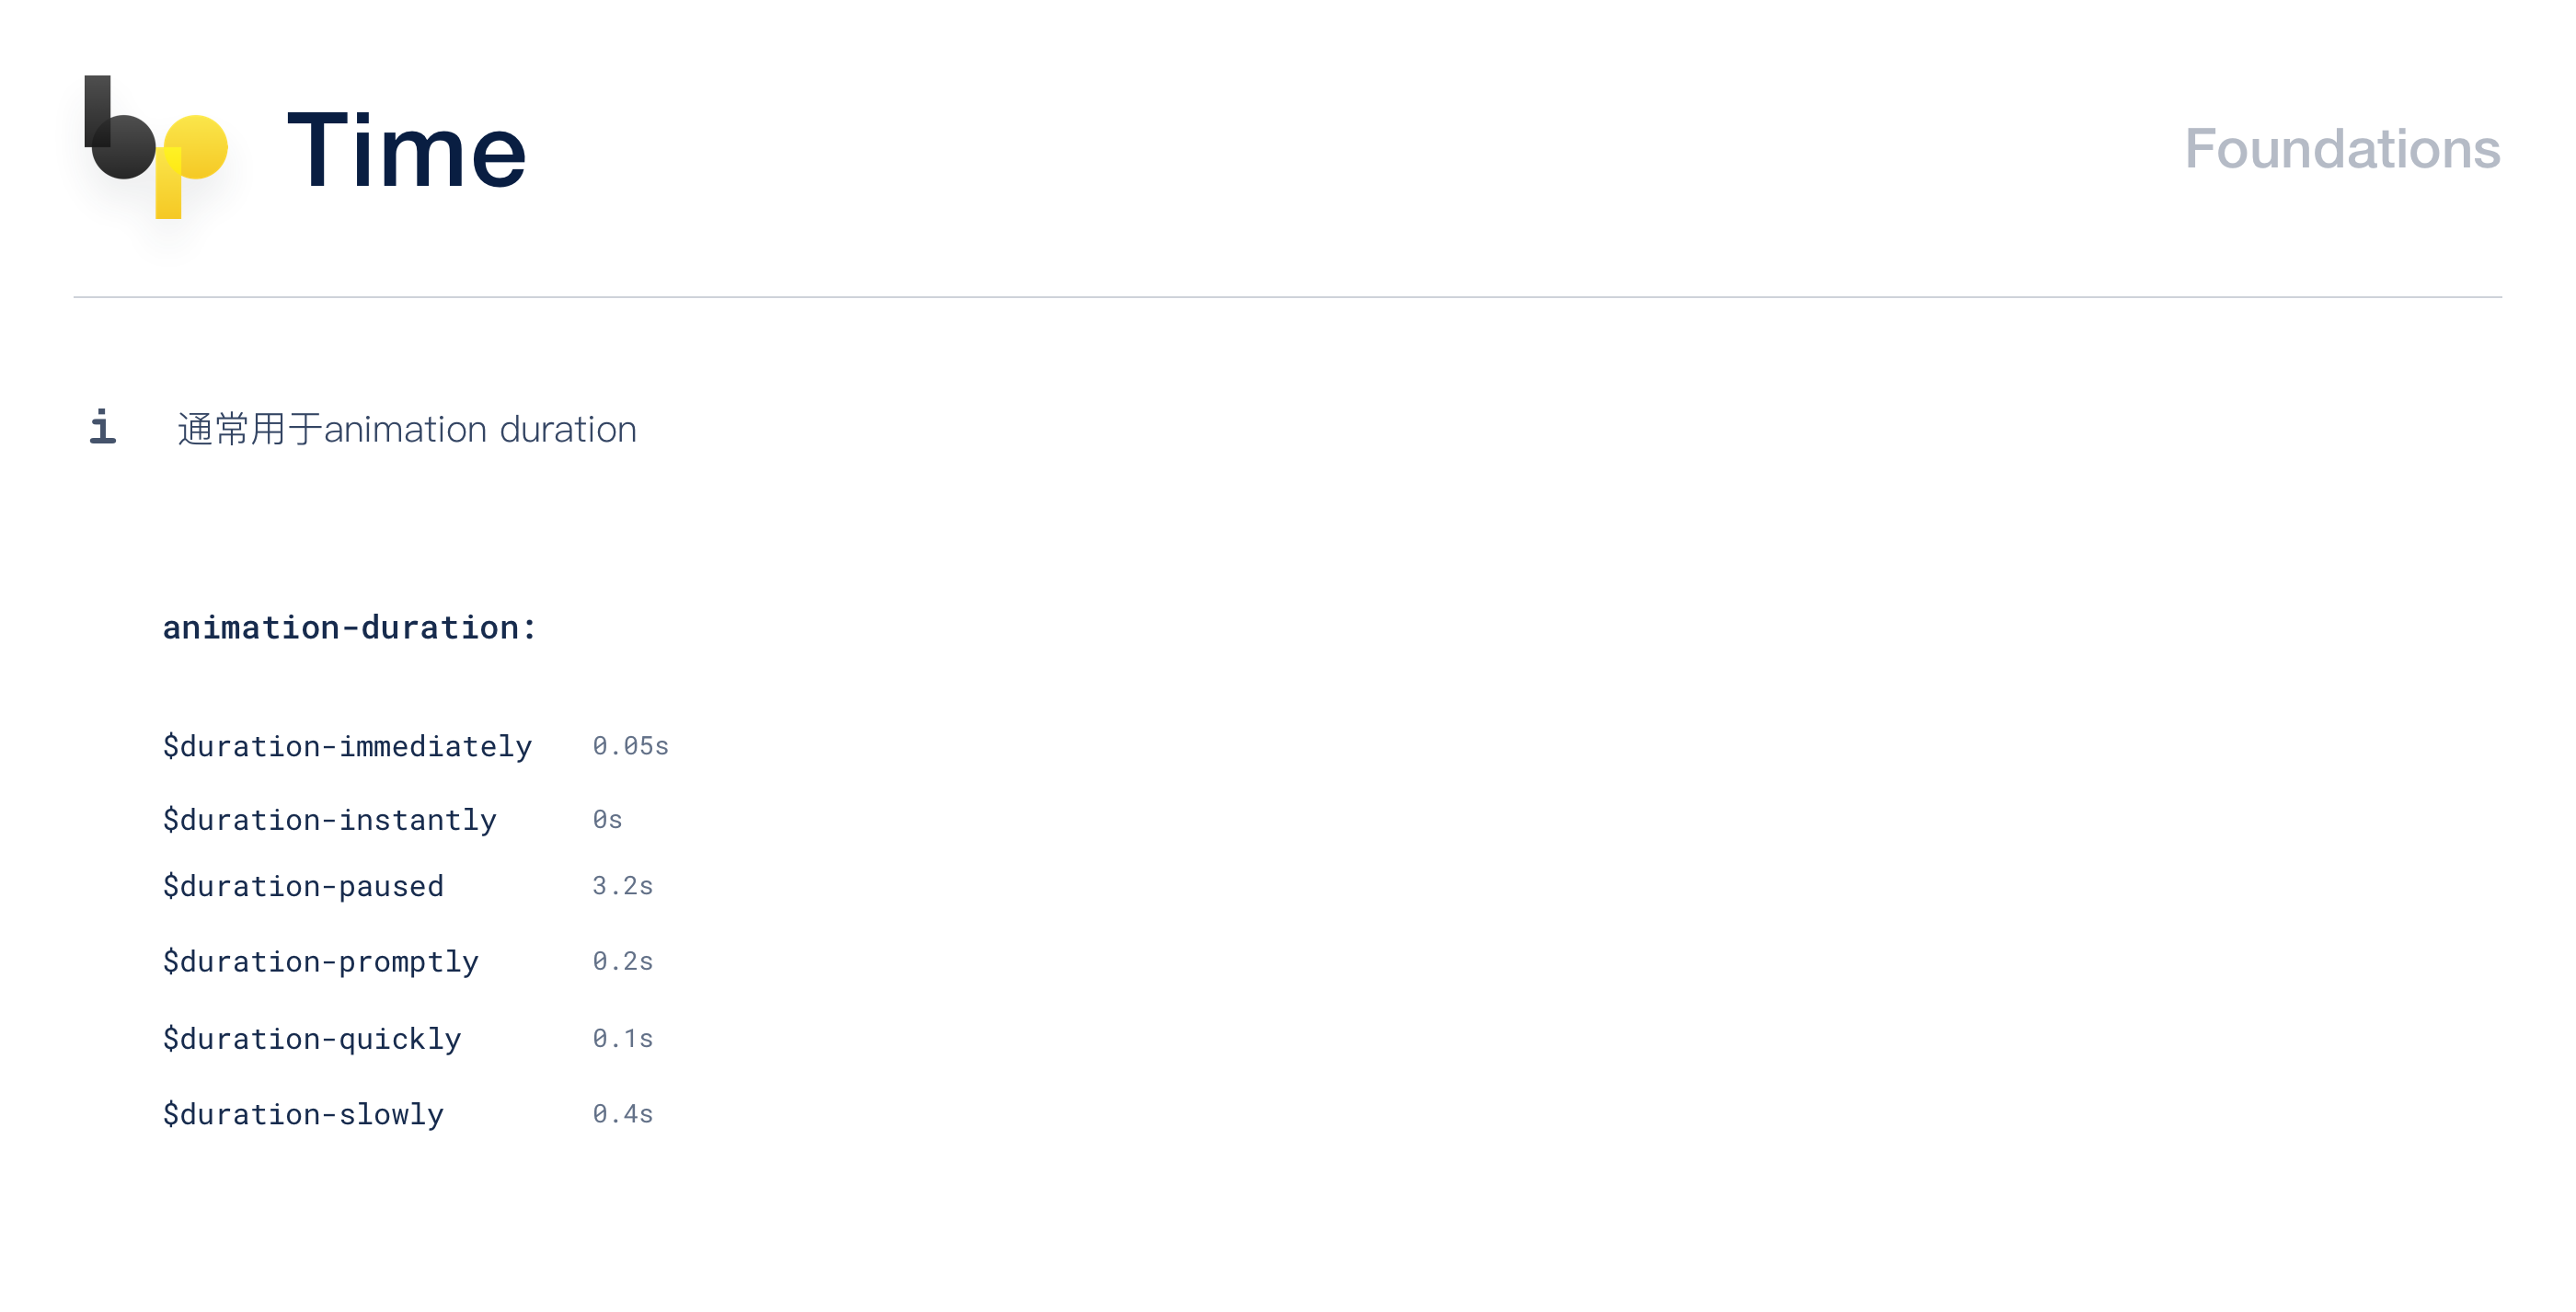 bp
Time
Foundations
i
通常用于animation duration
animation-duration:
$duration-immediately 0.05s
$duration-instantly 0s
$duration-paused 3.2s
$duration-promptly 0.2s
$duration-quickly 0.1s
$duration-slowly 0.4s